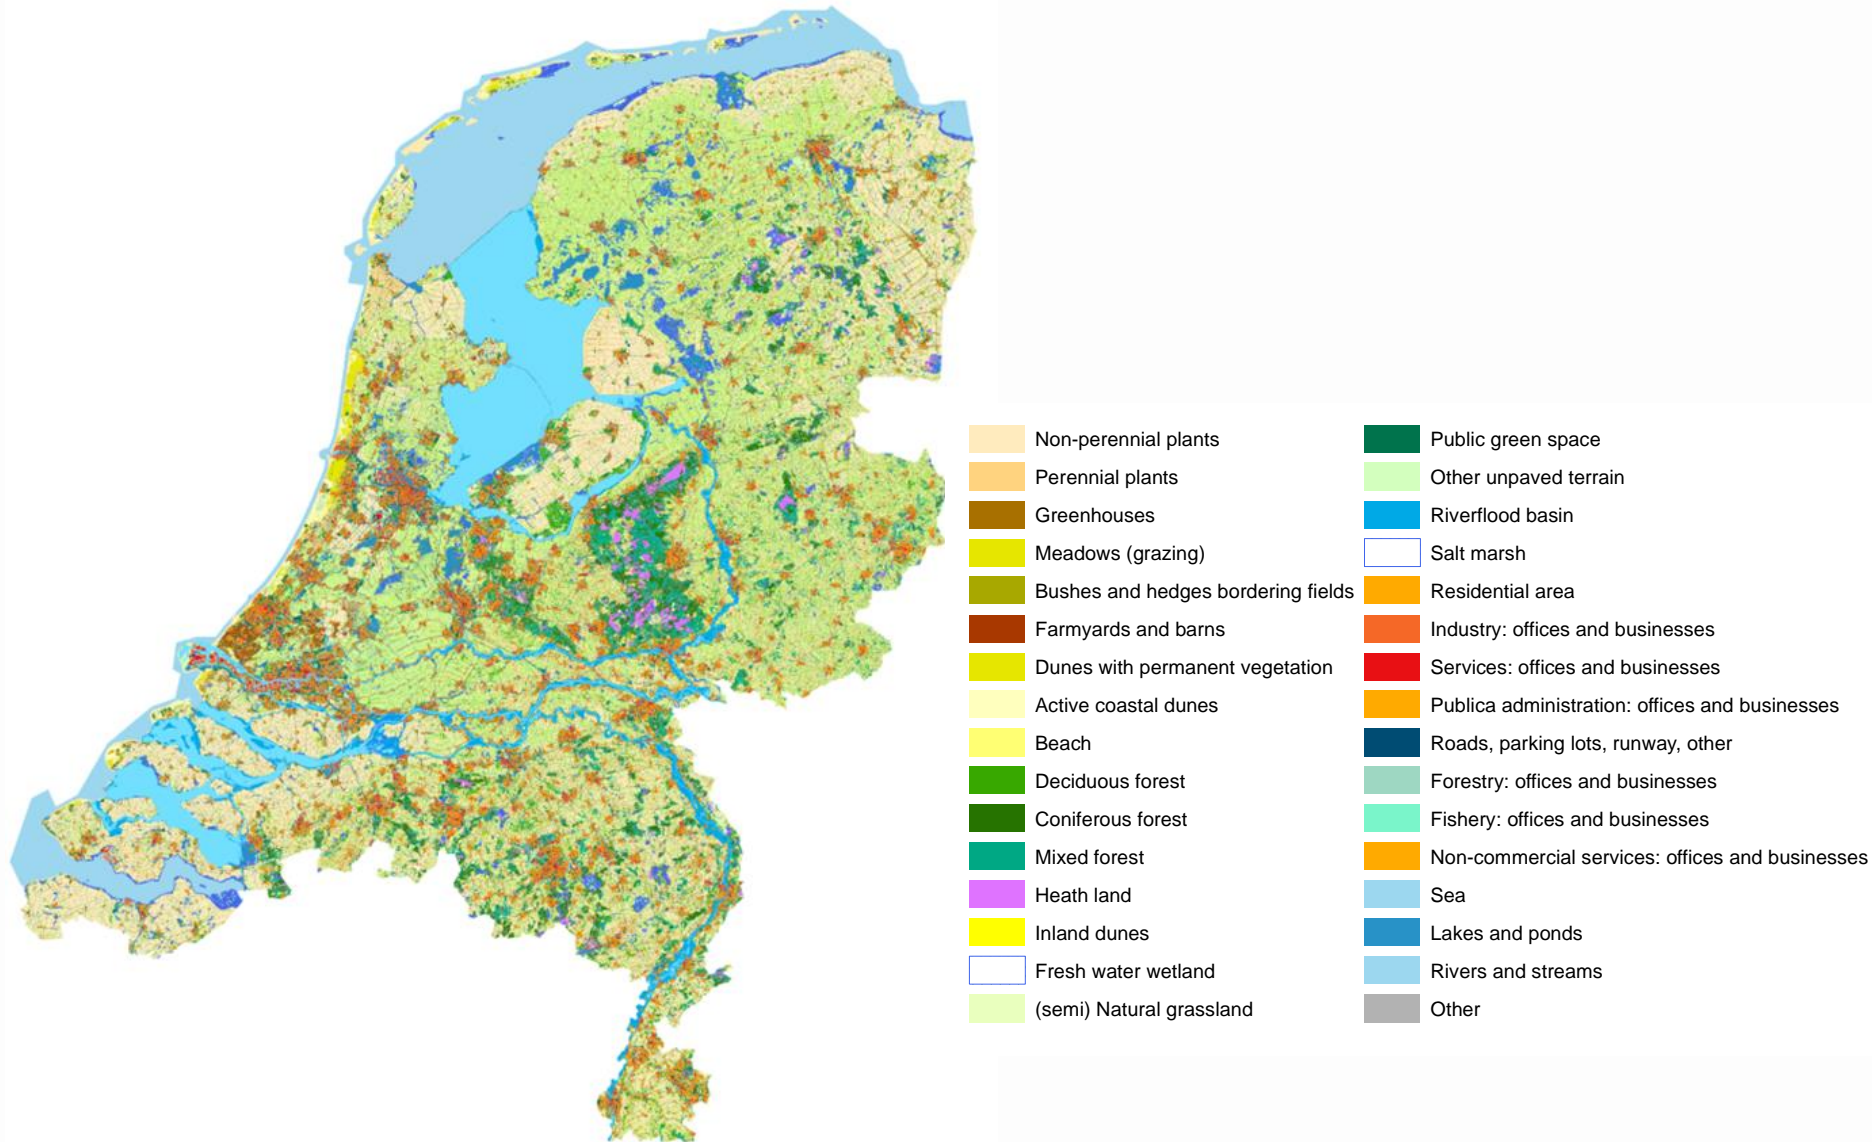 Non-perennial plants
Perennial plants
Greenhouses
Meadows (grazing)
Bushes and hedges bordering fields
Farmyards and barns
Dunes with permanent vegetation
Active coastal dunes
Beach
Deciduous forest
Coniferous forest
Mixed forest
Heath land
Inland dunes
Fresh water wetland
(semi) Natural grassland
Public green space
Other unpaved terrain
Riverflood basin
Salt marsh
Residential area
Industry: offices and businesses
Services: offices and businesses
Publica administration: offices and businesses
Roads, parking lots, runway, other
Forestry: offices and businesses
Fishery: offices and businesses
Non-commercial services: offices and businesses
Sea
Lakes and ponds
Rivers and streams
Other